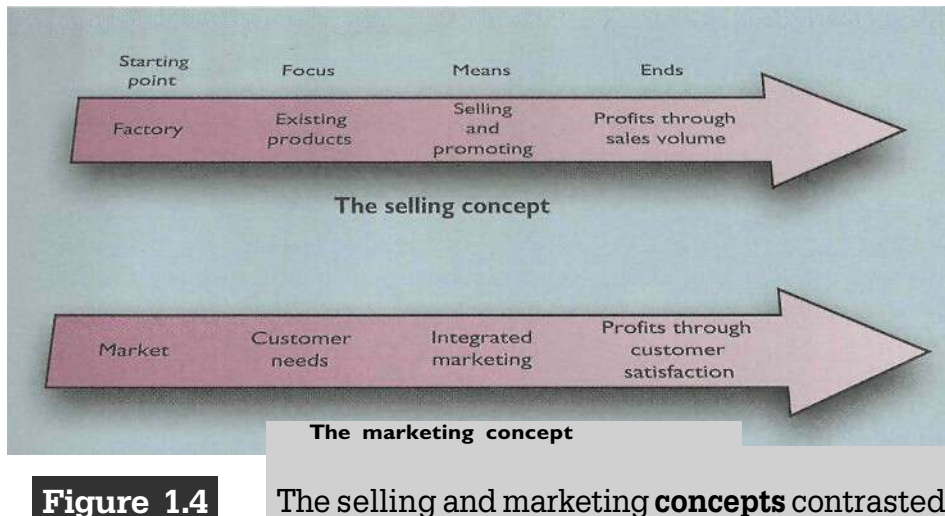 Starting
point
Focus
Means
Ends
Factory
Existing
products
Selling
and
promoting
Profits through
sales volume
The selling concept
Market
Customer
needs
Integrated
marketing
Profits through
customer
satisfaction
The marketing concept
Figure 1.4
The selling and marketing concepts contrasted